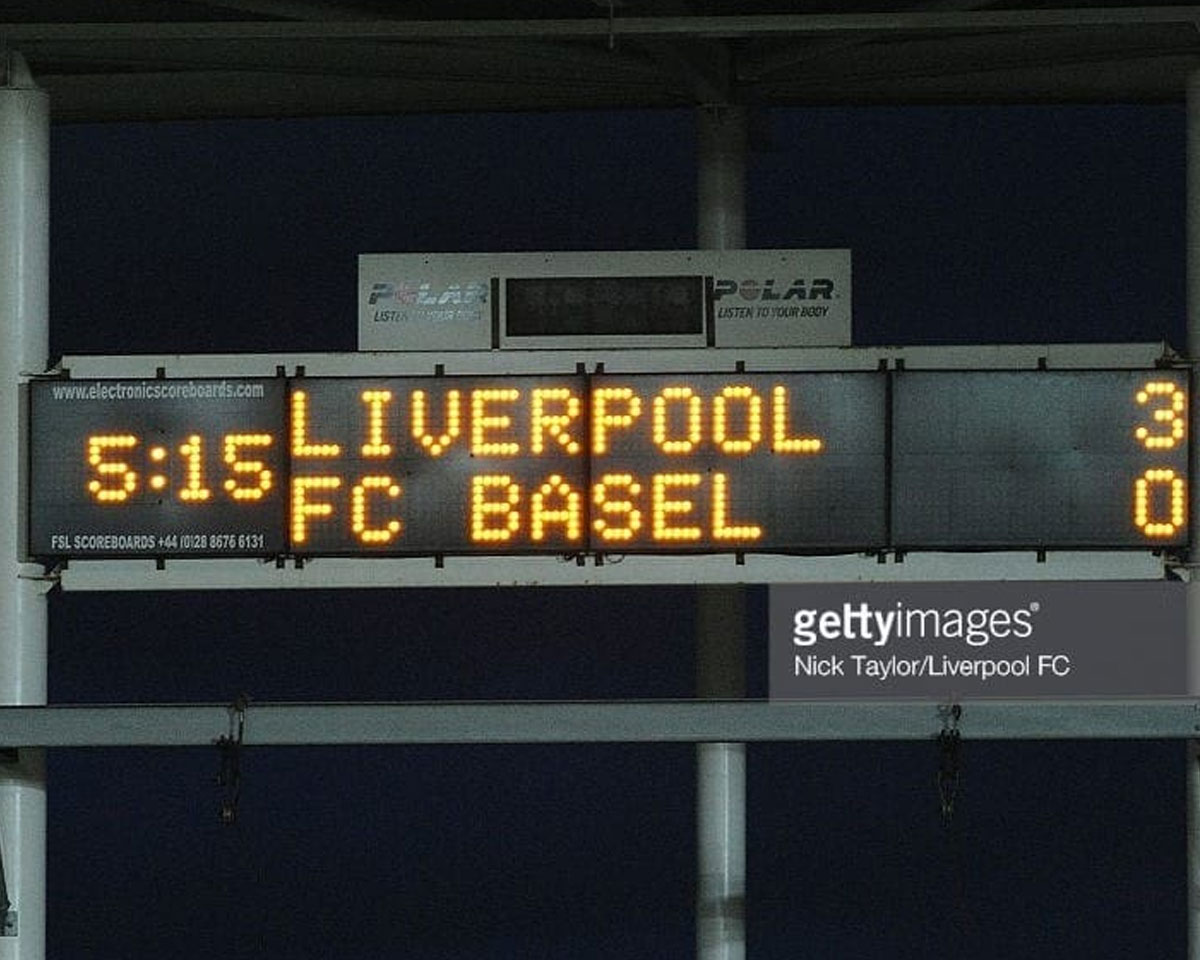 POLAR
LISTEN TO YOUR BODY
POLAR
LISTEN TO YOUR BODY
www.electronicscoreboards.com
5:15
FSL SCOREBOARDS +44 (0)28 8676 6131
LIVERPOOL 3
FC BASEL 0
gettyimages®
Nick Taylor/Liverpool FC